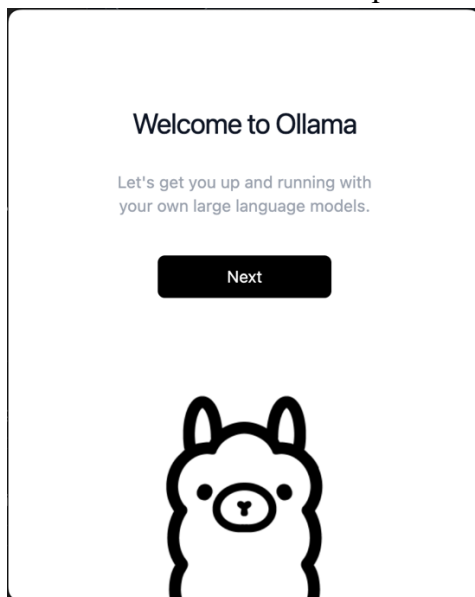 Welcome to Ollama
Let's get you up and running with
your own large language models.
Next